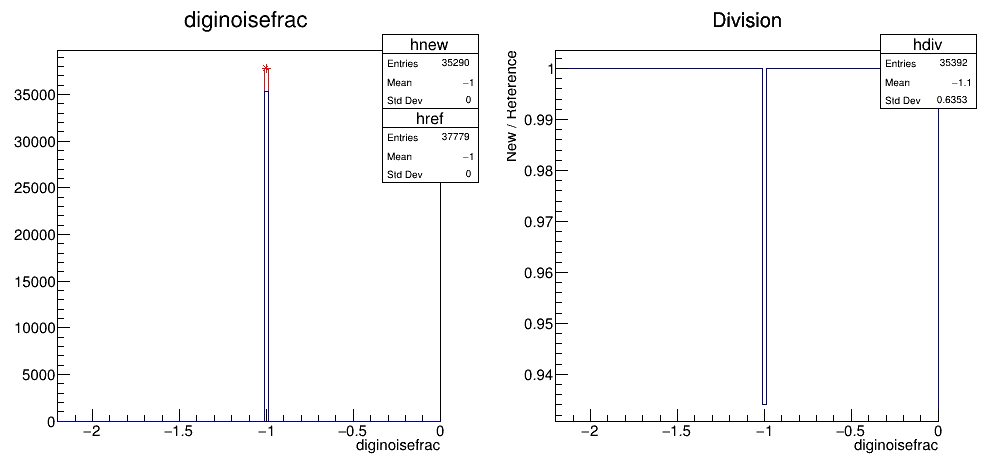 diginoisefrac
hnew
Entries 35290
Mean −1
Std Dev 0
href
Entries 37779
Mean −1
Std Dev 0
35000
30000
25000
20000
15000
10000
5000
0
−2 −1.5 −1 −0.5 0
diginoisefrac
Division
hdiv
Entries 35392
Mean −1.1
Std Dev 0.6353
New / Reference
1
0.99
0.98
0.97
0.96
0.95
0.94
−2 −1.5 −1 −0.5 0
diginoisefrac